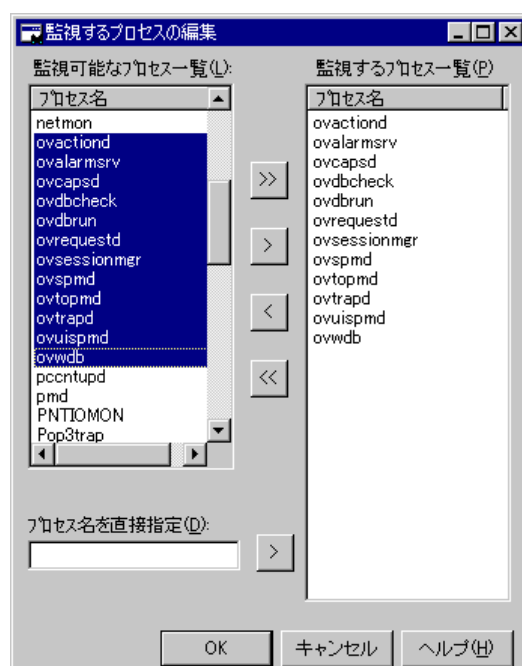 監視するプロセスの編集
監視可能なプロセス一覧(L):
プロセス名
netmon
ovactiond
ovalarmsrv
ovcapsd
ovdbcheck
ovdbrun
ovrequestd
ovsessionmgr
ovspmd
ovtopmd
ovtrapd
ovuispmd
ovwdb
pccntupd
pmd
PNTIOMON
Pop3trap
>>
>
<
<<
監視するプロセス一覧(P)
プロセス名
ovactiond
ovalarmsrv
ovcapsd
ovdbcheck
ovdbrun
ovrequestd
ovsessionmgr
ovspmd
ovtopmd
ovtrapd
ovuispmd
ovwdb
プロセス名を直接指定(D):
>
OK
キャンセル
ヘルプ(H)